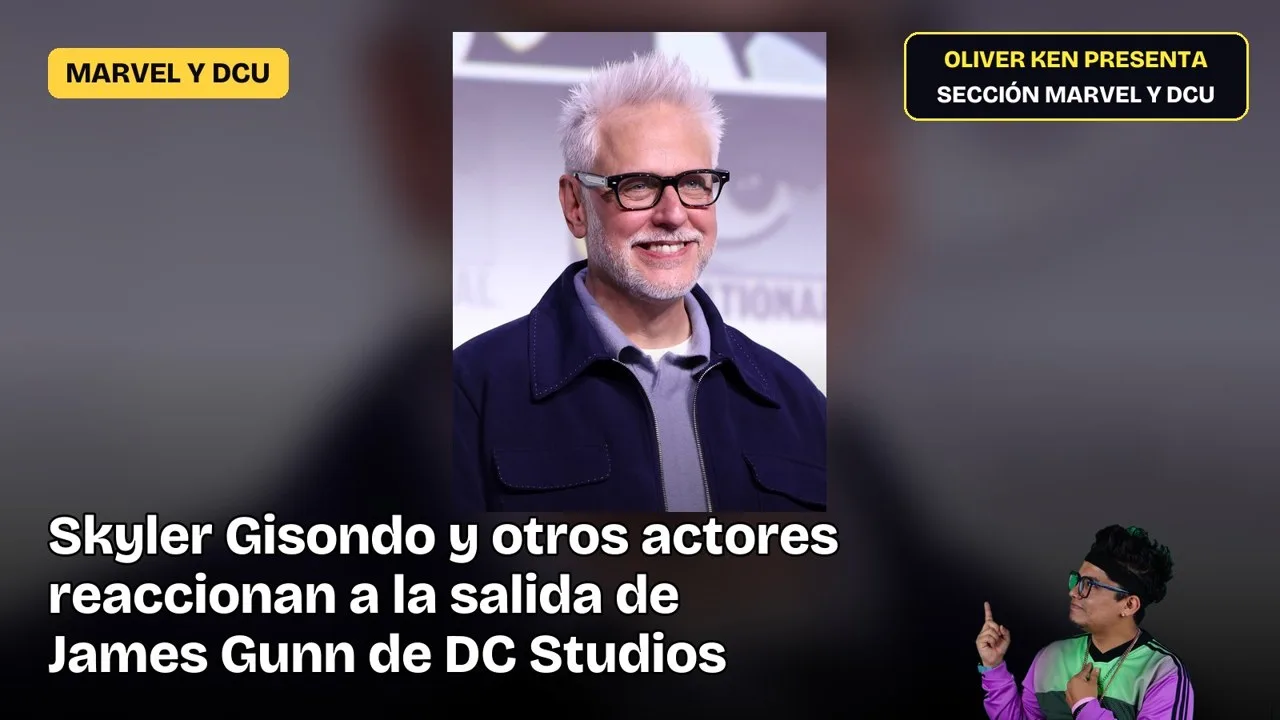 MARVEL Y DCU
OLIVER KEN PRESENTA
SECCIÓN MARVEL Y DCU
Skyler Gisondo y otros actores
reaccionan a la salida de
James Gunn de DC Studios